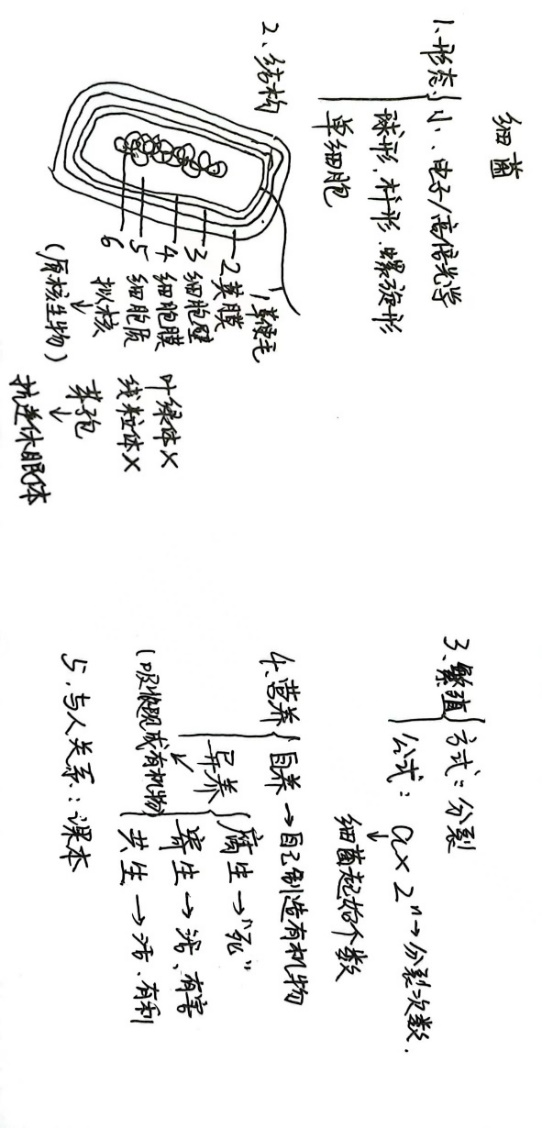 细菌
1、形态 小、电子/高倍光学
球形、杆形、螺旋形
单细胞
2、结构
1 鞭毛
2 荚膜
3 细胞壁
4 细胞膜
5 细胞质
6 拟核
(原核生物)
叶绿体×
线粒体×
芽孢
抗逆休眠体
3、繁殖 方式：分裂
公式：a×2ⁿ→分裂次数.
细菌起始个数
4.营养 自养→自己制造有机物
异养 腐生→"死"
(吸收现成有机物) 寄生→活、有害
共生→活、有利
5、与人关系：课本